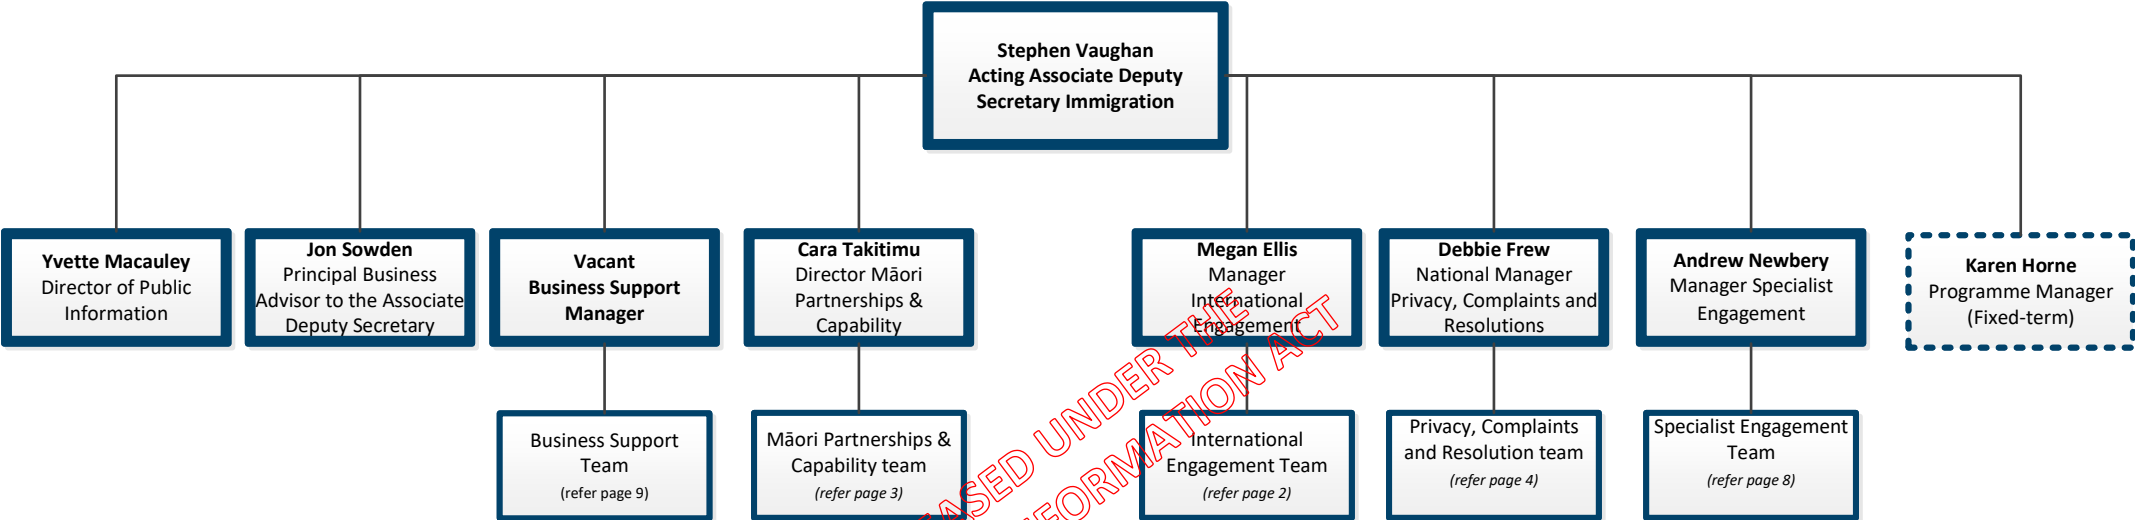 Stephen Vaughan
Acting Associate Deputy
Secretary Immigration
Yvette Macauley
Director of Public
Information
Jon Sowden
Principal Business
Advisor to the Associate
Deputy Secretary
Vacant
Business Support
Manager
Cara Takitimu
Director Māori
Partnerships &
Capability
Megan Ellis
Manager
International
Engagement
Debbie Frew
National Manager
Privacy, Complaints and
Resolutions
Andrew Newbery
Manager Specialist
Engagement
Karen Horne
Programme Manager
(Fixed-term)
Business Support
Team
(refer page 9)
Māori Partnerships &
Capability team
(refer page 3)
International
Engagement Team
(refer page 2)
Privacy, Complaints
and Resolution team
(refer page 4)
Specialist Engagement
Team
(refer page 8)
UNDER THE
ACT